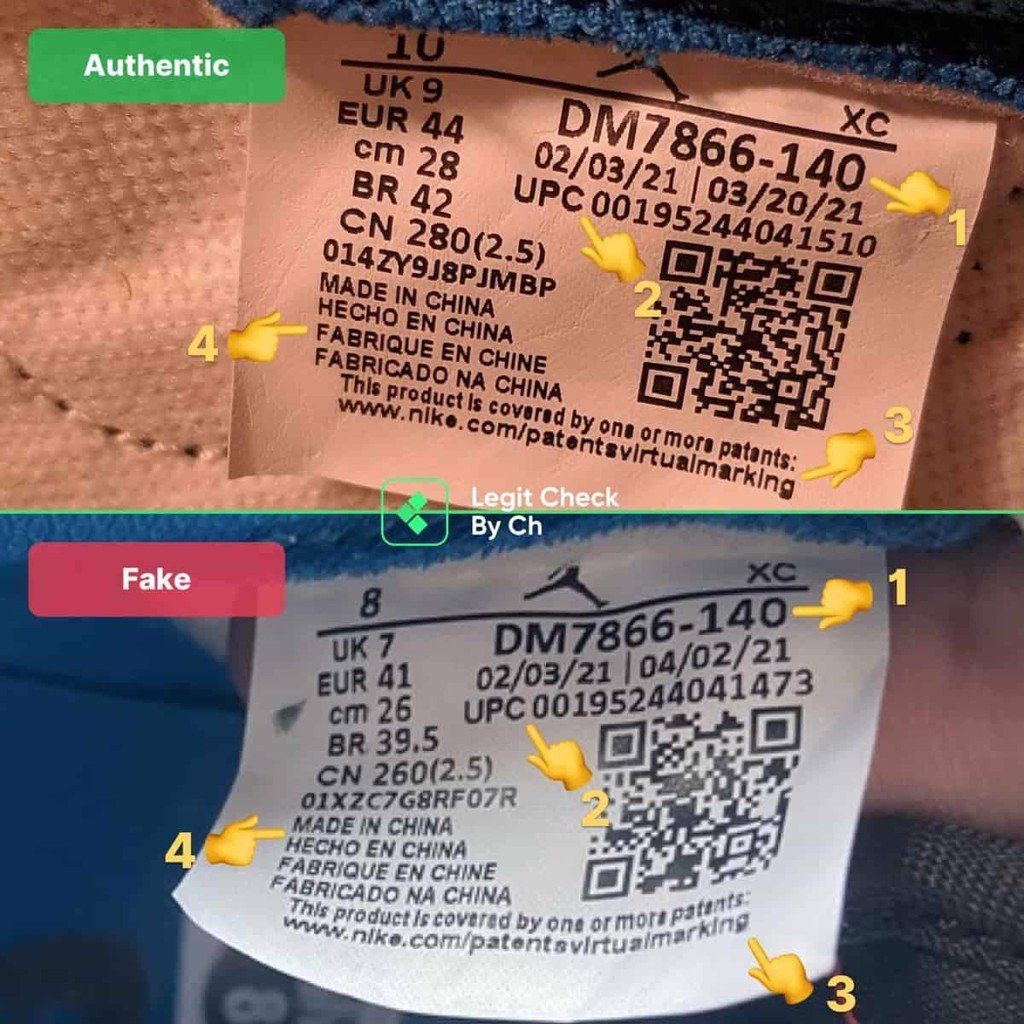 Authentic
10
UK 9
EUR 44
cm 28
BR 42
CN 280(2.5)
014ZY9J8PJMBP
MADE IN CHINA
HECHO EN CHINA
FABRIQUE EN CHINE
FABRICADO NA CHINA
This product is covered by one or more patents:
www.nike.com/patentsvirtualmarking
XC
DM7866-140
02/03/21 | 03/20/21
UPC 00195244041510
1
2
3
4
Legit Check
By Ch
Fake
8
UK 7
EUR 41
cm 26
BR 39.5
CN 260(2.5)
01XZC7G8RF07R
MADE IN CHINA
HECHO EN CHINA
FABRIQUE EN CHINE
FABRICADO NA CHINA
This product is covered by one or more patents:
www.nike.com/patentsvirtualmarking
XC
DM7866-140
02/03/21 | 04/02/21
UPC 00195244041473
1
2
3
4
8